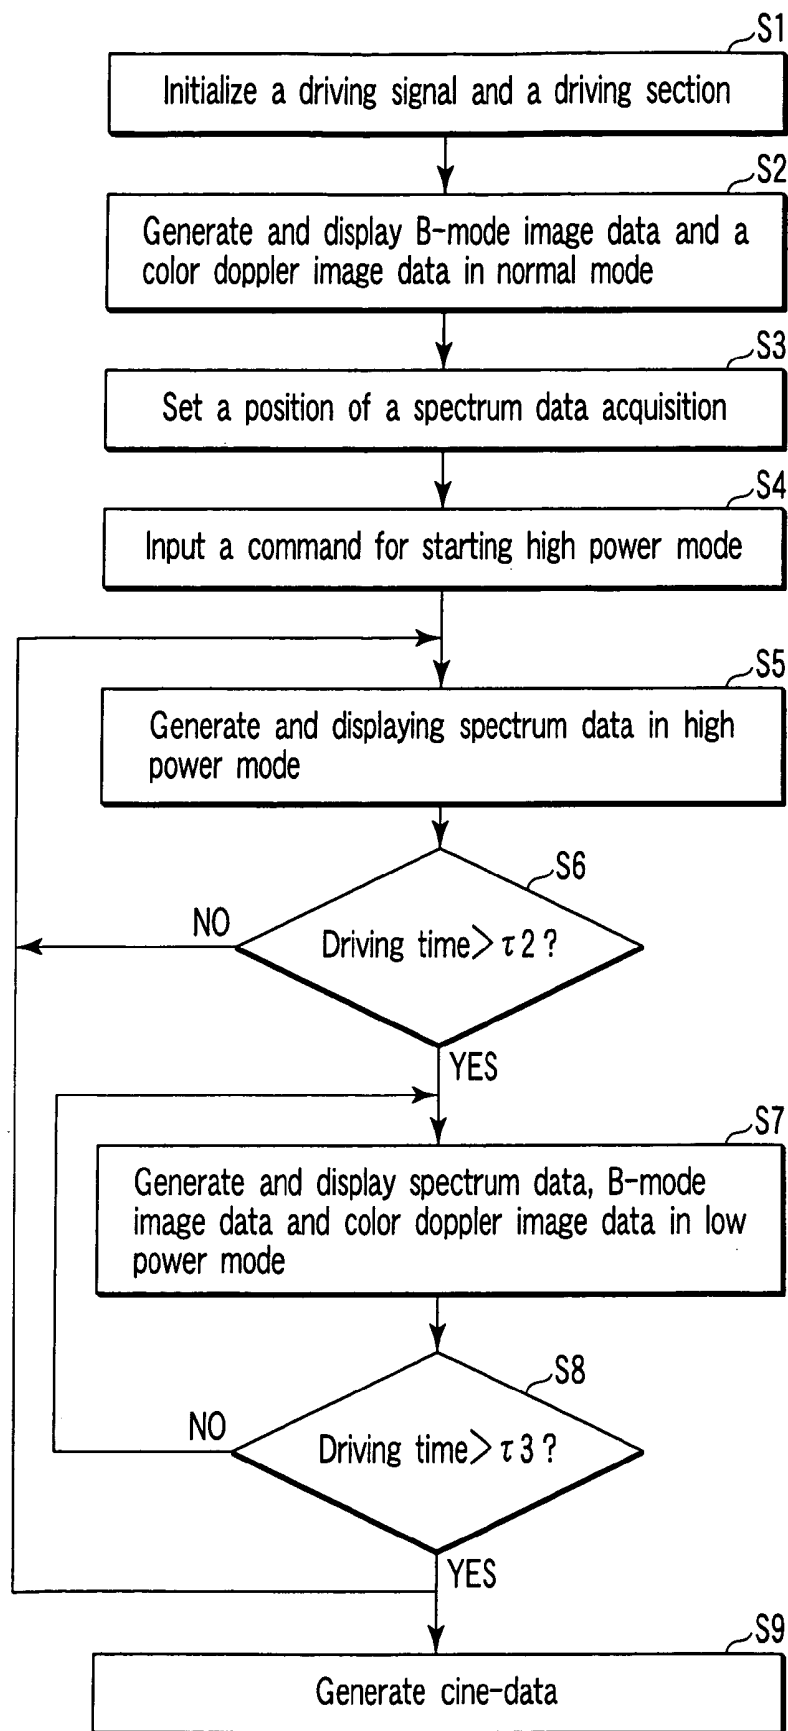 S1
Initialize a driving signal and a driving section
S2
Generate and display B-mode image data and a
color doppler image data in normal mode
S3
Set a position of a spectrum data acquisition
S4
Input a command for starting high power mode
S5
Generate and displaying spectrum data in high
power mode
S6
NO
Driving time> τ2?
YES
S7
Generate and display spectrum data, B-mode
image data and color doppler image data in low
power mode
S8
NO
Driving time> τ3?
YES
S9
Generate cine-data